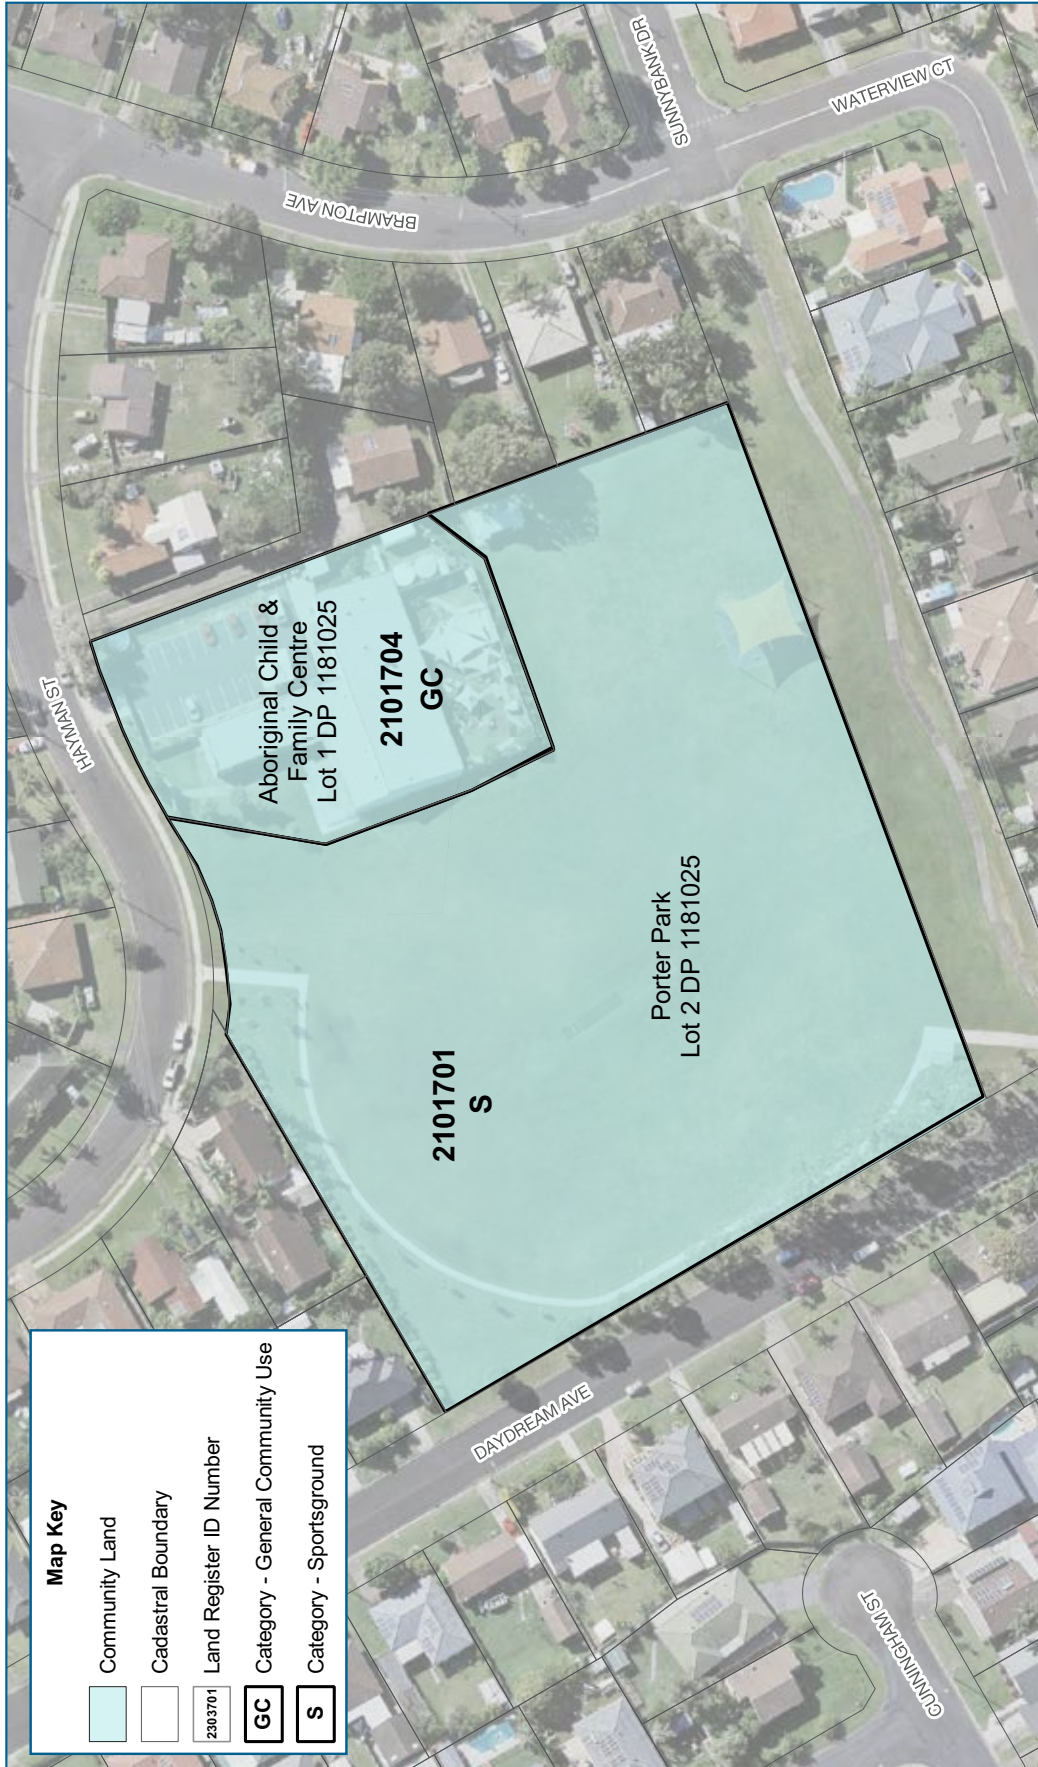 Map Key
Community Land
Cadastral Boundary
2303701
Land Register ID Number
GC
Category - General Community Use
S
Category - Sportsground
HAYMAN ST
BRAMPTON AVE
SUNNYBANK DR
WATERVIEW CT
Aboriginal Child &
Family Centre
Lot 1 DP 1181025
2101704
GC
2101701
S
Porter Park
Lot 2 DP 1181025
DAYDREAM AVE
CUNNINGHAM ST